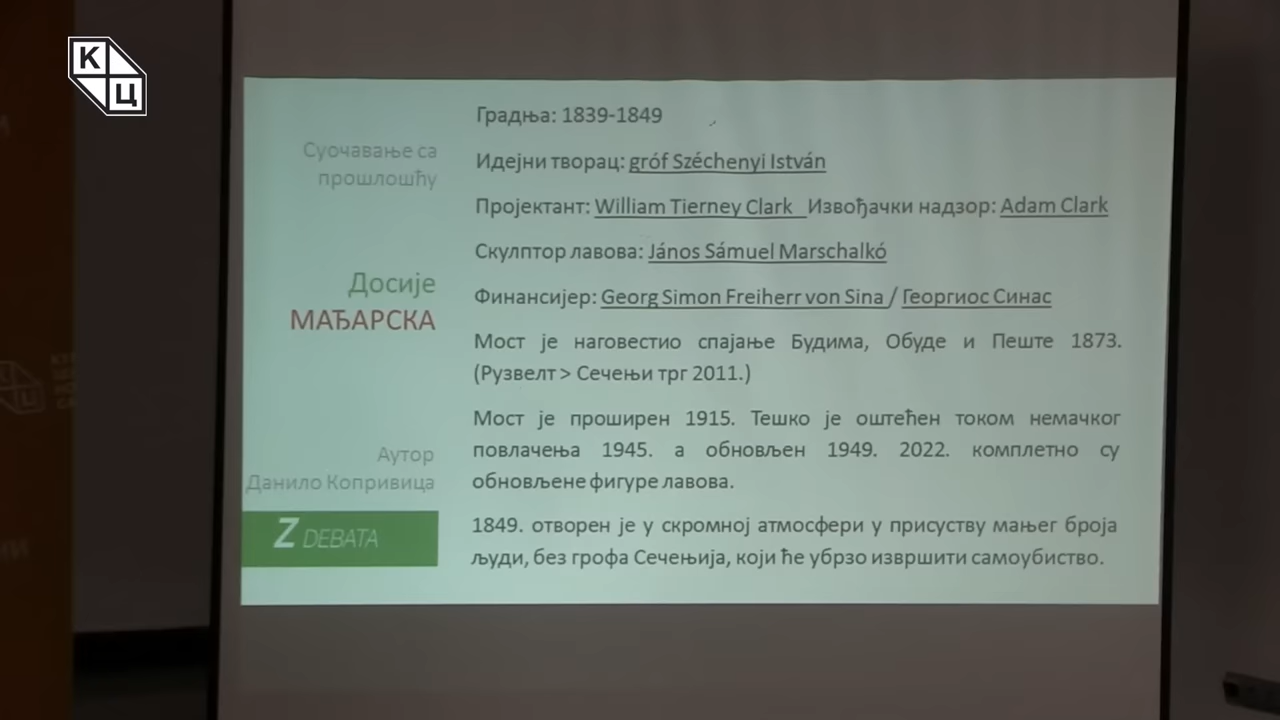 К
Ц
Суочавање са
прошлошћу
Досије
МАЂАРСКА
Аутор
Данило Копривица
Z DEBATA
Градња: 1839-1849
Идејни творац: gróf Széchenyi István
Пројектант: William Tierney Clark Извођачки надзор: Adam Clark
Скулптор лавова: János Sámuel Marschalkó
Финансијер: Georg Simon Freiherr von Sina / Георгиос Синас
Мост је наговестио спајање Будима, Обуде и Пеште 1873.
(Рузвелт > Сечењи трг 2011.)
Мост је проширен 1915. Тешко је оштећен током немачког
повлачења 1945. а обновљен 1949. 2022. комплетно су
обновљене фигуре лавова.
1849. отворен је у скромној атмосфери у присуству мањег броја
људи, без грофа Сечењија, који ће убрзо извршити самоубиство.